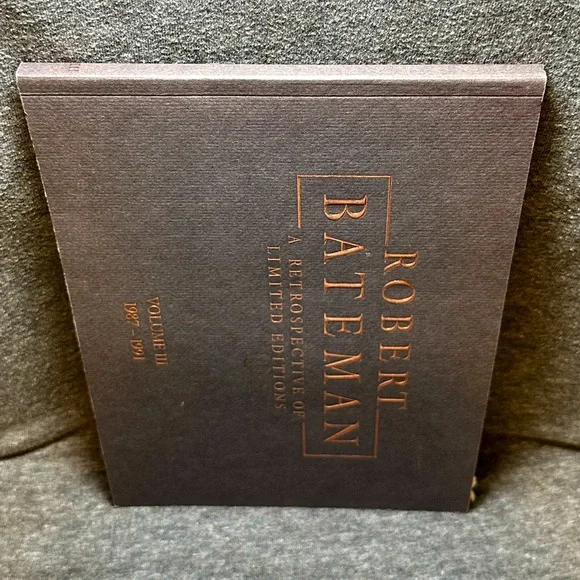 ROBERT
BATEMAN
A RETROSPECTIVE OF
LIMITED EDITIONS
VOLUME III
1987 - 1991